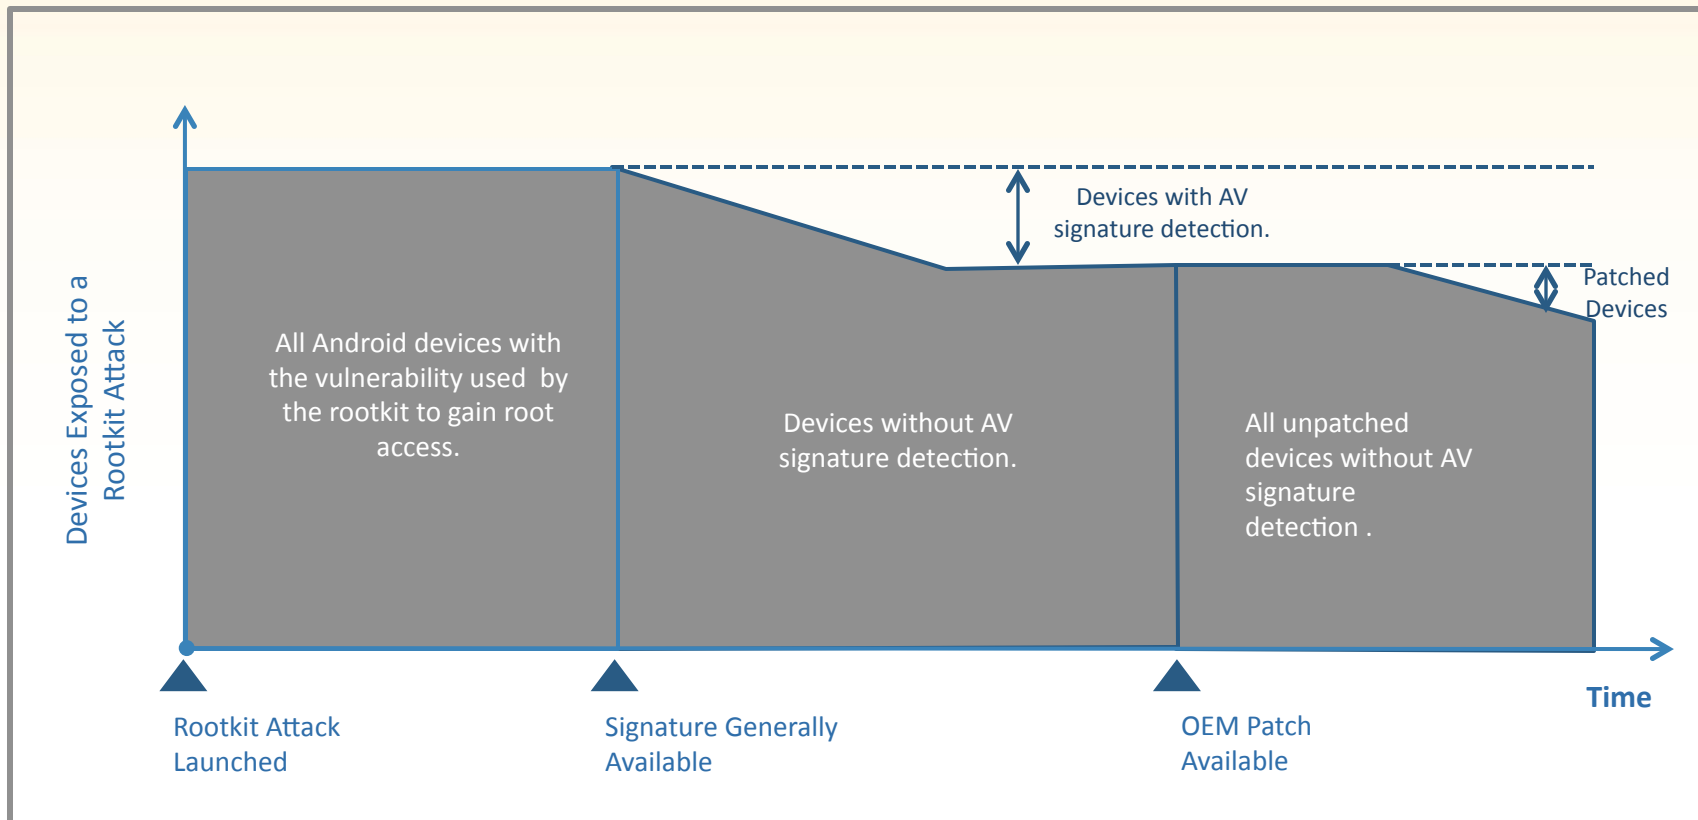 Devices Exposed to a
Rootkit Attack
All Android devices with
the vulnerability used  by
the rootkit to gain root
access.
Devices with AV
signature detection.
Devices without AV
signature detection.
Patched
Devices
All unpatched
devices without AV
signature
detection .
Time
Rootkit Attack
Launched
Signature Generally
Available
OEM Patch
Available